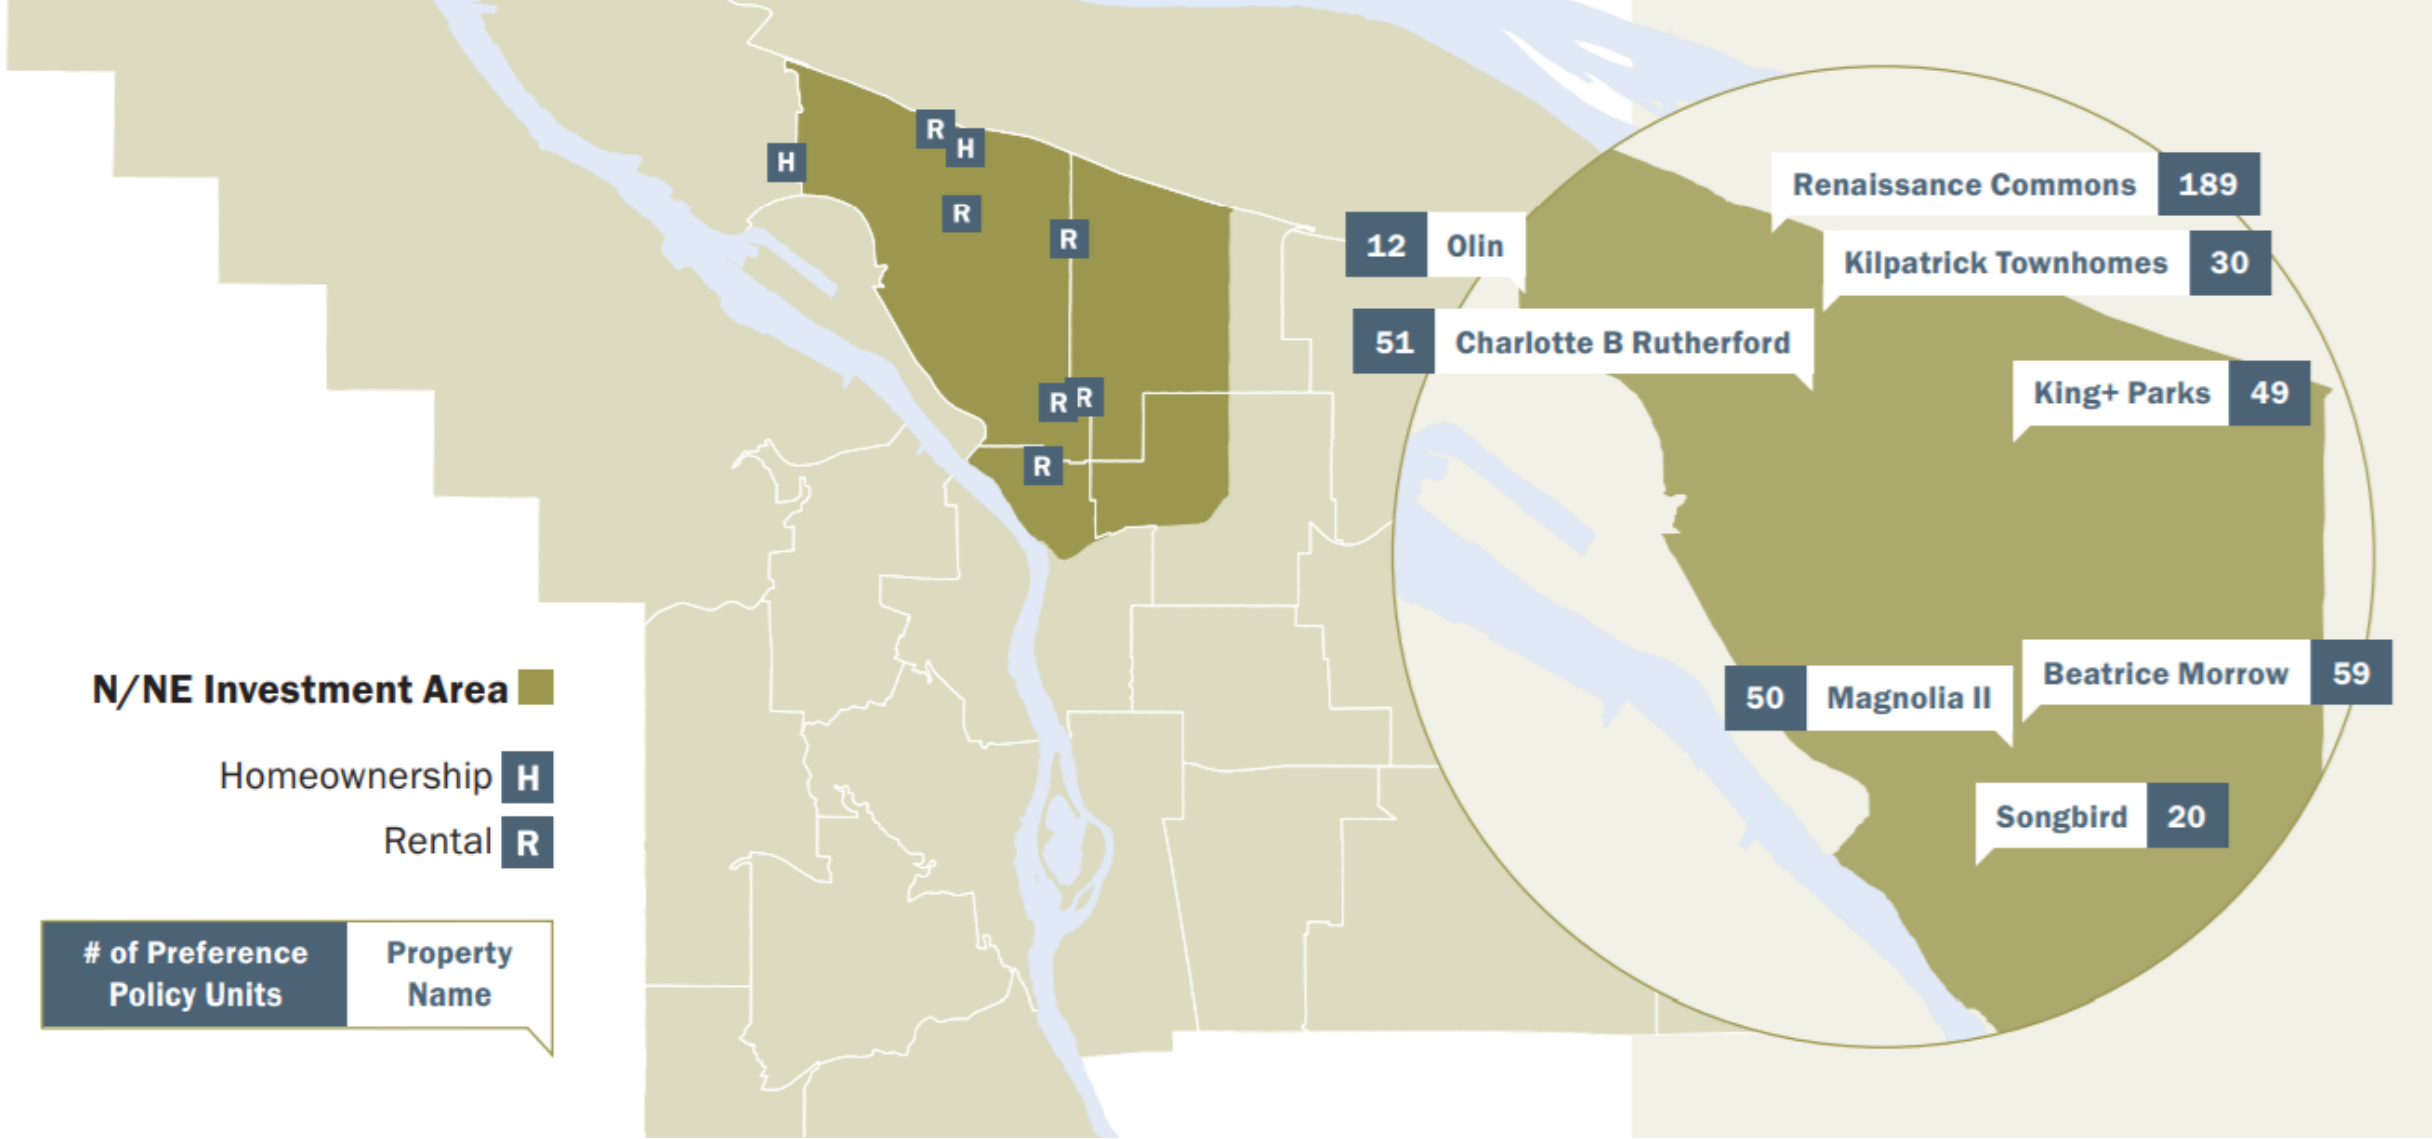 R
H
H
R
R
R R
R
N/NE Investment Area
Homeownership H
Rental R
# of Preference
Policy Units
Property
Name
Renaissance Commons 189
12 Olin
Kilpatrick Townhomes 30
51 Charlotte B Rutherford
King+ Parks 49
50 Magnolia II
Beatrice Morrow 59
Songbird 20